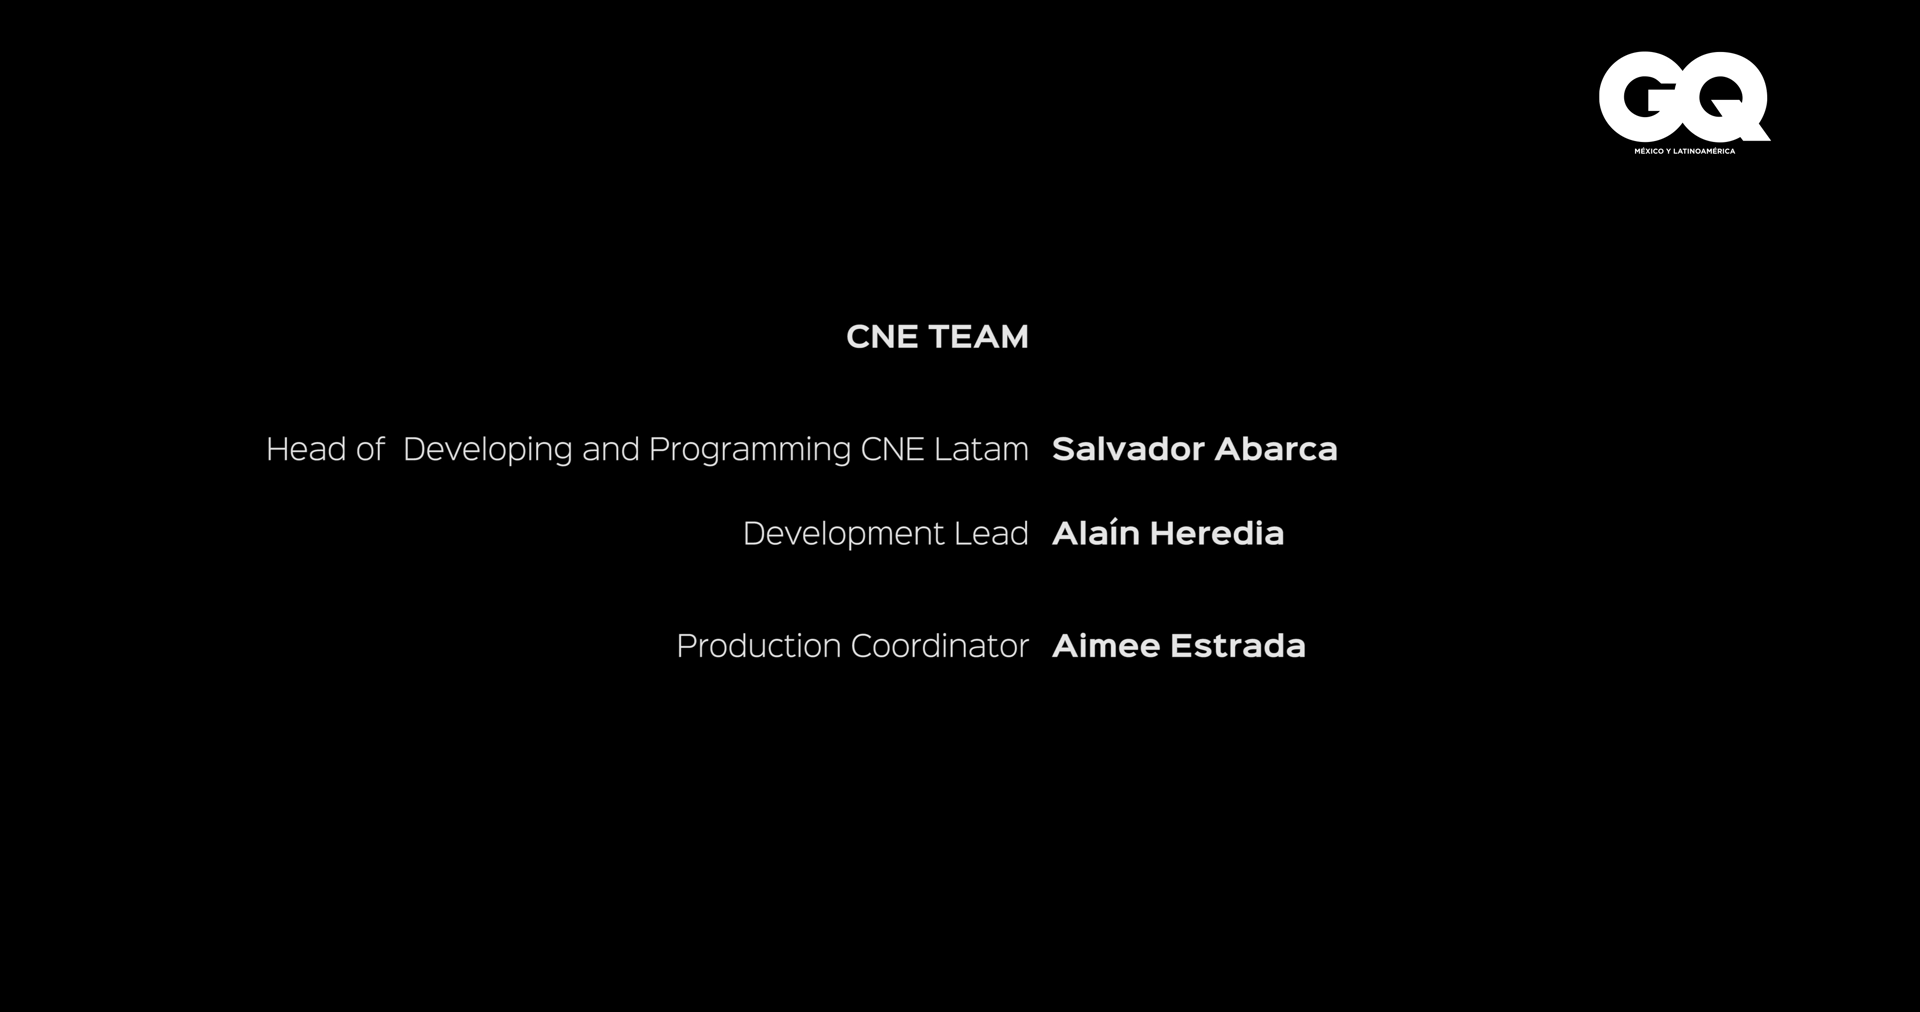 GQ
MÉXICO Y LATINOAMÉRICA
CNE TEAM
Head of  Developing and Programming CNE Latam Salvador Abarca
Development Lead Alaín Heredia
Production Coordinator Aimee Estrada